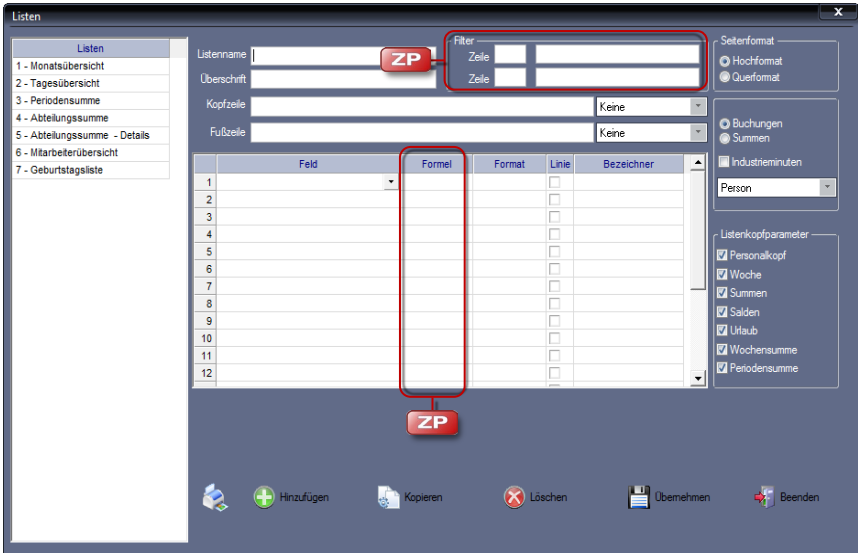 Listen
X
Listen
1 - Monatsübersicht
2 - Tagesübersicht
3 - Periodensumme
4 - Abteilungssumme
5 - Abteilungssumme - Details
6 - Mitarbeiterübersicht
7 - Geburtstagsliste
Listenname
Überschrift
Kopfzeile
Keine
Fußzeile
Keine
ZP
Filter
Zeile
Zeile
Seitenformat
Hochformat
Querformat
Buchungen
Summen
Industrieminuten
Person
Feld Formel Format Linie Bezeichner
1
2
3
4
5
6
7
8
9
10
11
12
ZP
Listenkopfparameter
Personalkopf
Woche
Summen
Salden
Urlaub
Wochensumme
Periodensumme
Hinzufügen Kopieren Löschen Übernehmen Beenden